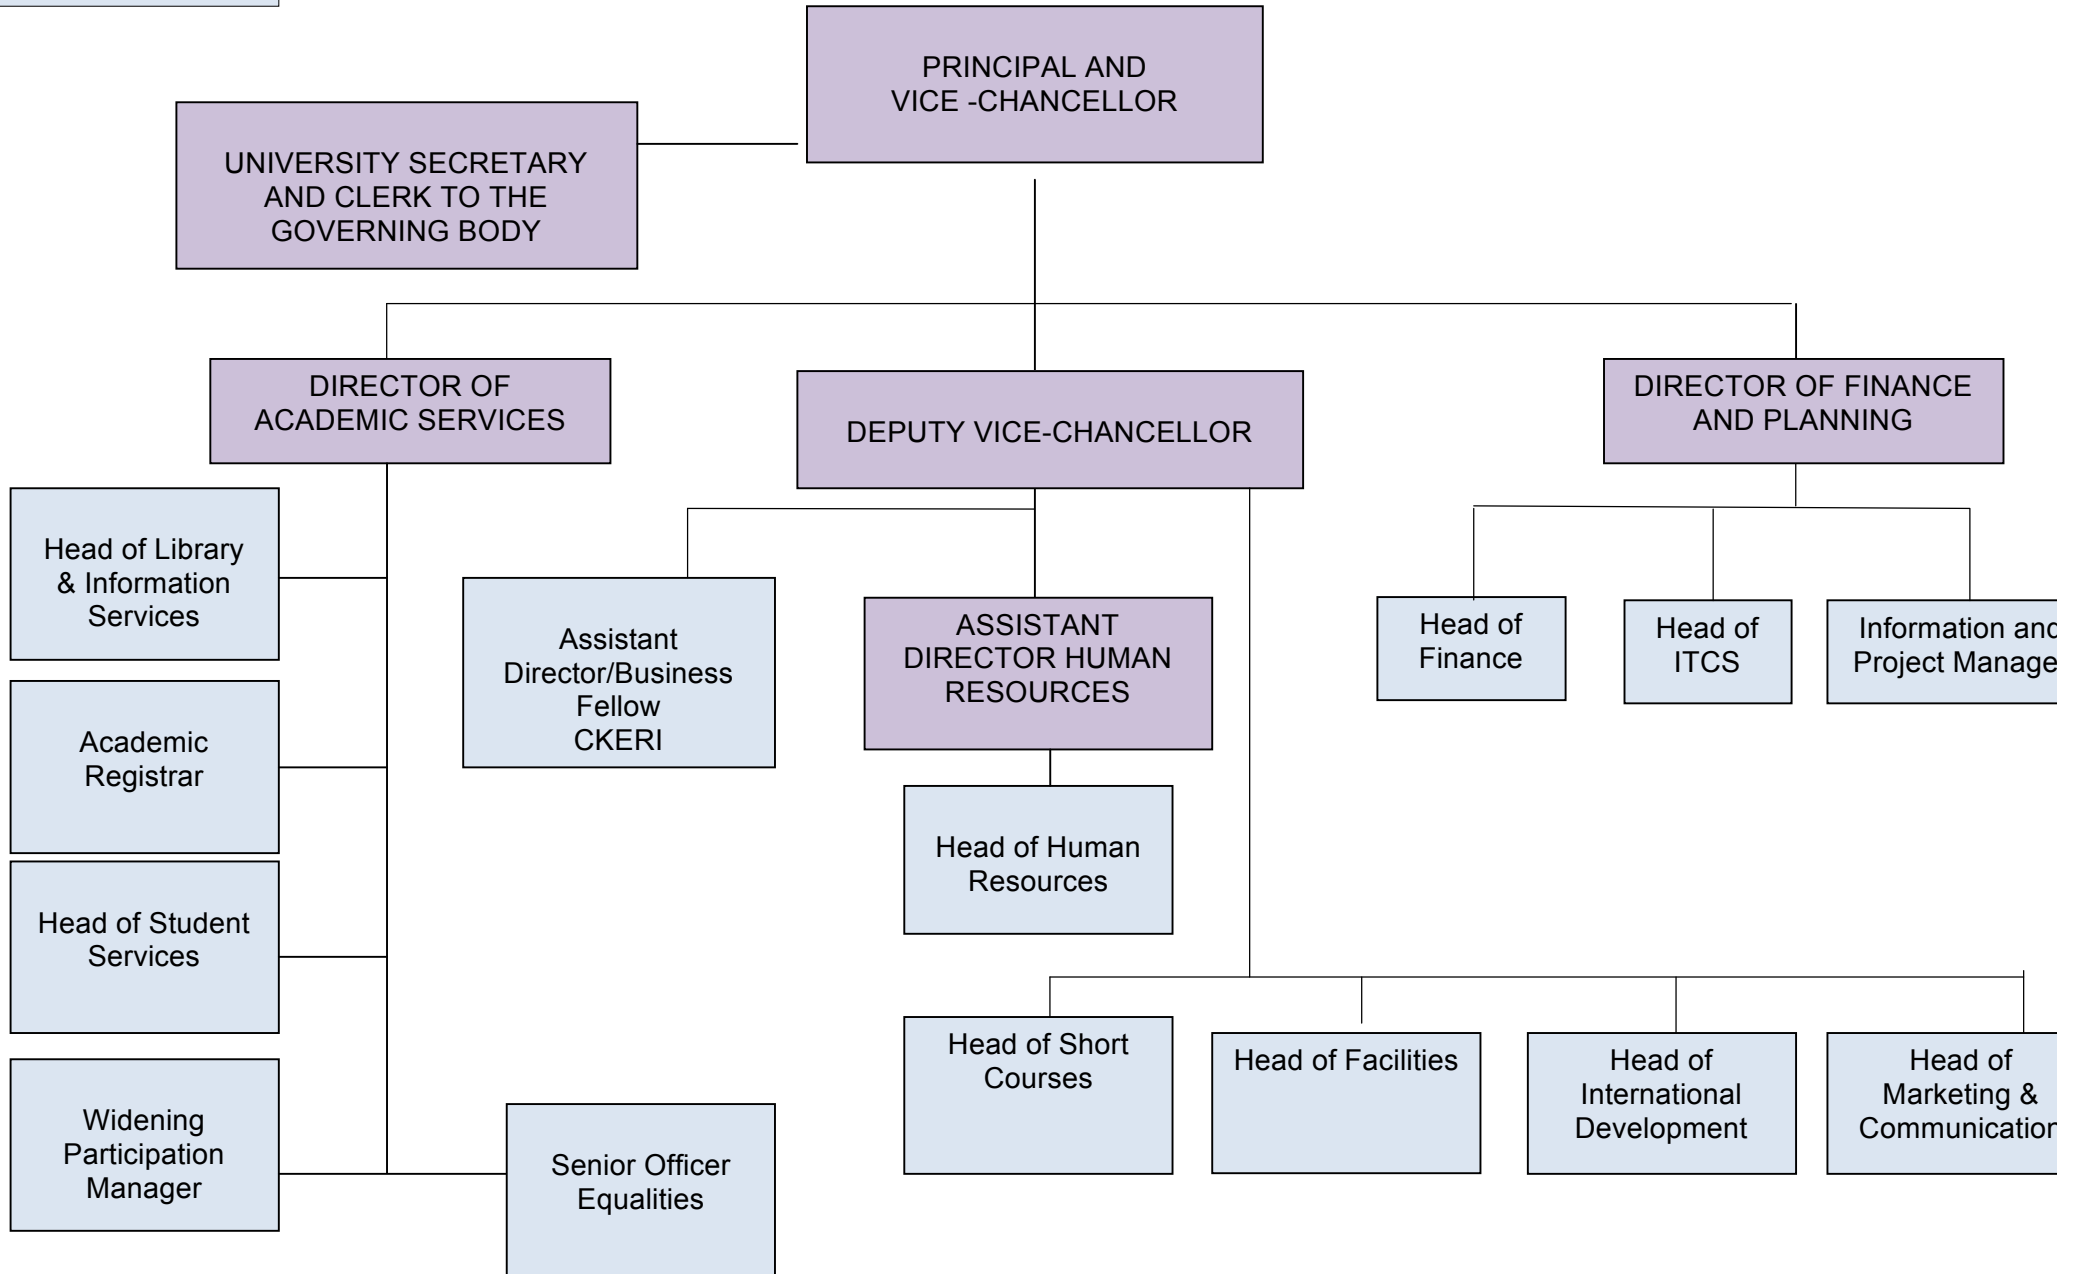 PRINCIPAL AND
VICE -CHANCELLOR
UNIVERSITY SECRETARY
AND CLERK TO THE
GOVERNING BODY
DIRECTOR OF
ACADEMIC SERVICES
DEPUTY VICE-CHANCELLOR
DIRECTOR OF FINANCE
AND PLANNING
Head of Library
& Information
Services
Academic
Registrar
Head of Student
Services
Widening
Participation
Manager
Senior Officer
Equalities
Assistant
Director/Business
Fellow
CKERI
ASSISTANT
DIRECTOR HUMAN
RESOURCES
Head of Human
Resources
Head of
Finance
Head of
ITCS
Information and
Project Manage
Head of Short
Courses
Head of Facilities
Head of
International
Development
Head of
Marketing &
Communication